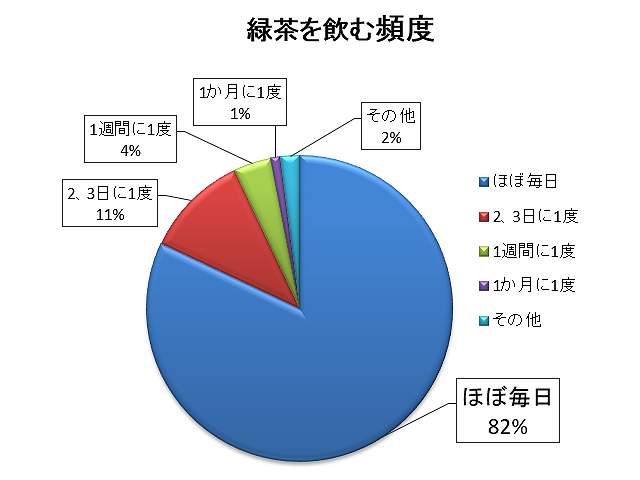 緑茶を飲む頻度
1か月に1度
1%
その他
2%
1週間に1度
4%
2、3日に1度
11%
ほぼ毎日
82%
ほぼ毎日
2、3日に1度
1週間に1度
1か月に1度
その他